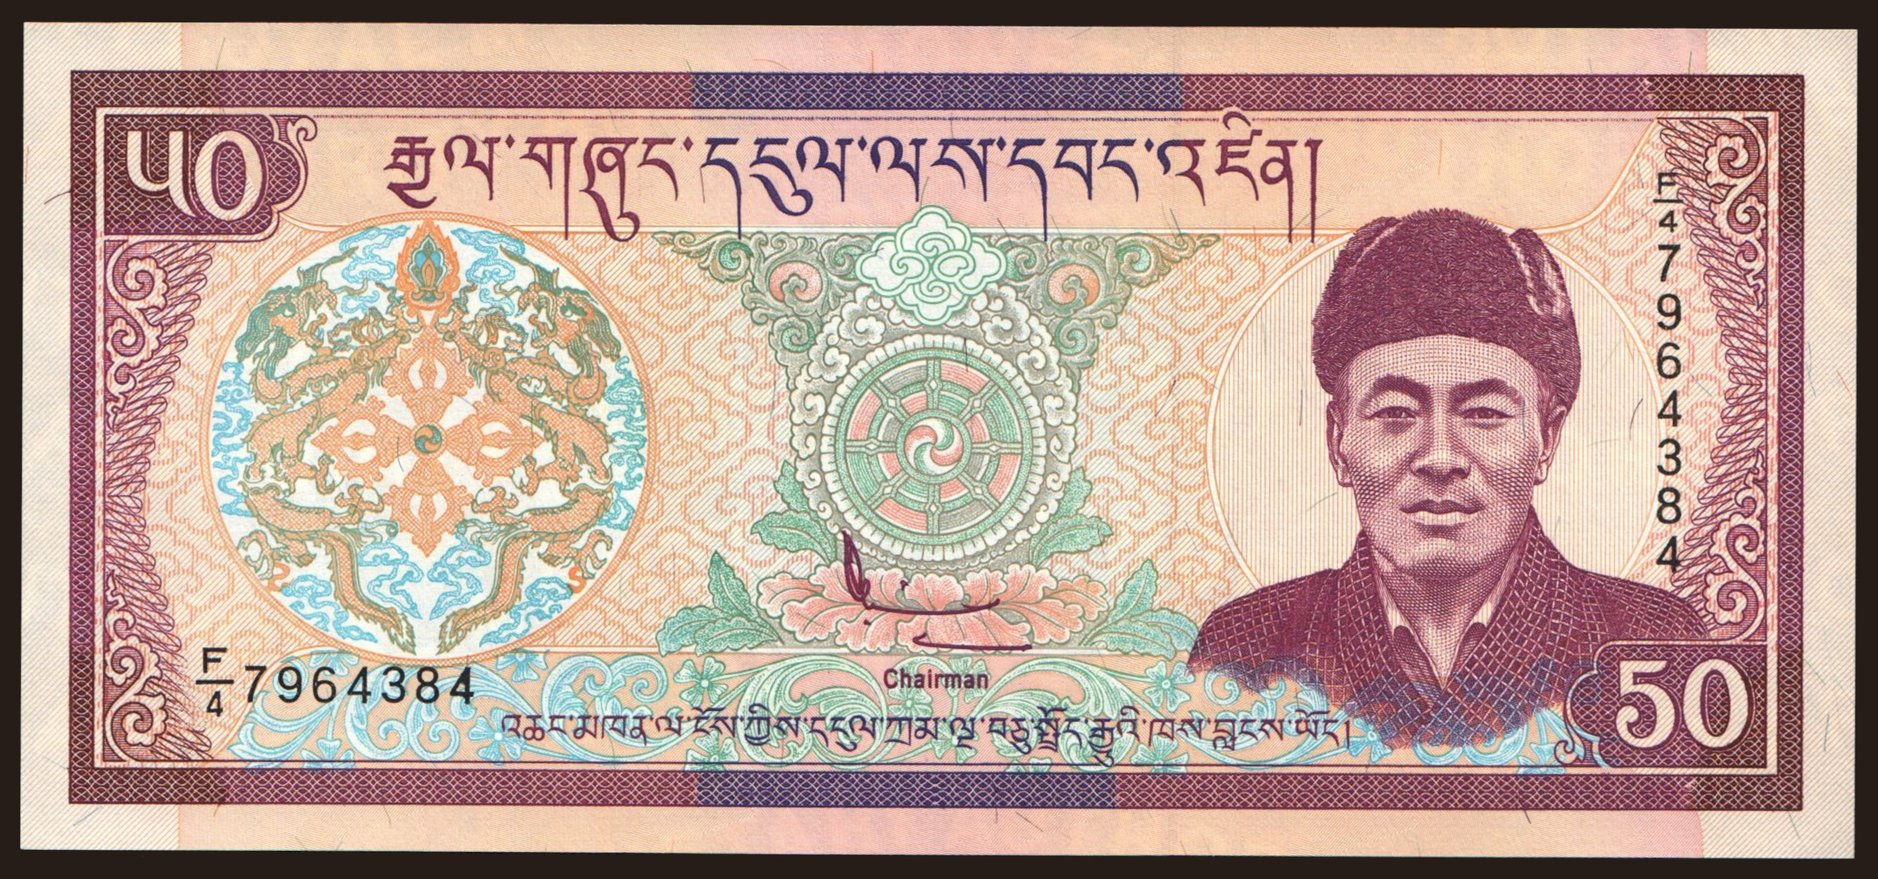 ༥༠
རྒྱལ་གཞུང་དངུལ་ལས་དབང་འཛིན།
F/4 7964384
F/4 7964384
Chairman
འཆང་མཁན་ལ་ངོས་ཀྱིས་དངུལ་ཀྲམ་ལྔ་བཅུ་སྤྲོད་རྒྱུའི་ཁས་བླངས་ཡོད།
50